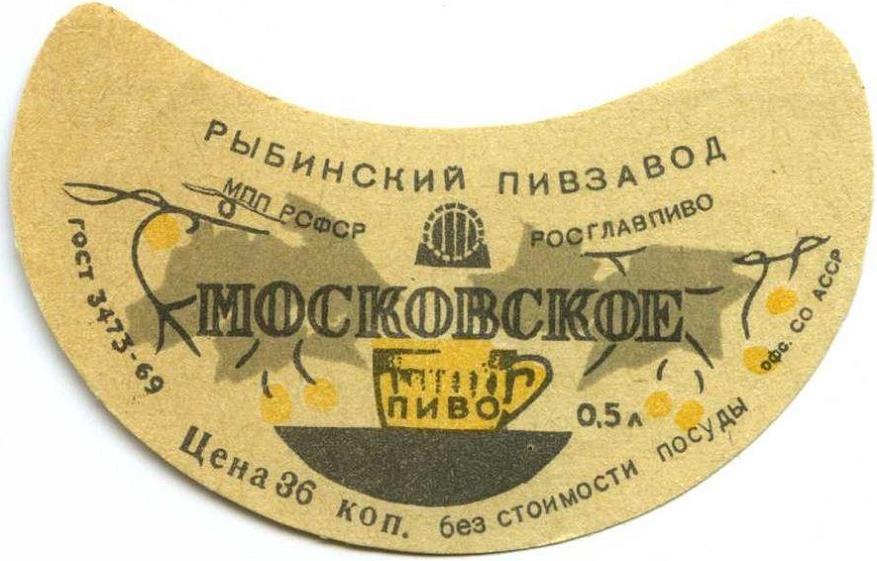 РЫБИНСКИЙ ПИВЗАВОД
МПП РСФСР
РОСГЛАВПИВО
МОСКОВСКОЕ
ПИВО
ГОСТ 3473-69
0,5 л
Цена 36 коп. без стоимости посуды
Офс. СО АССР